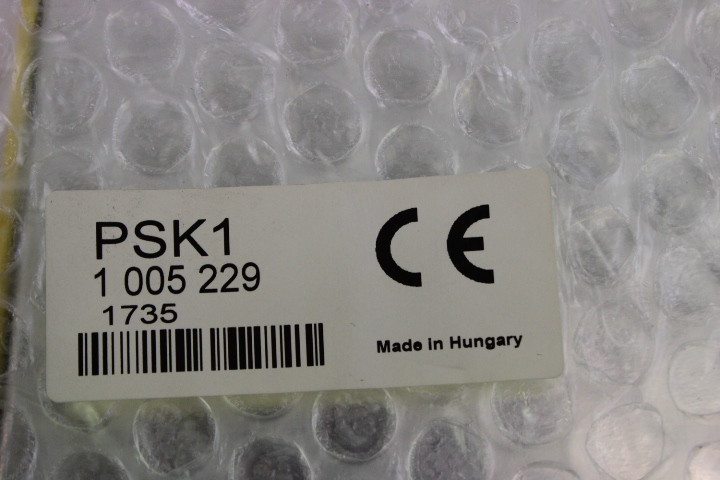 PSK1
1 005 229
1735
CE
Made in Hungary